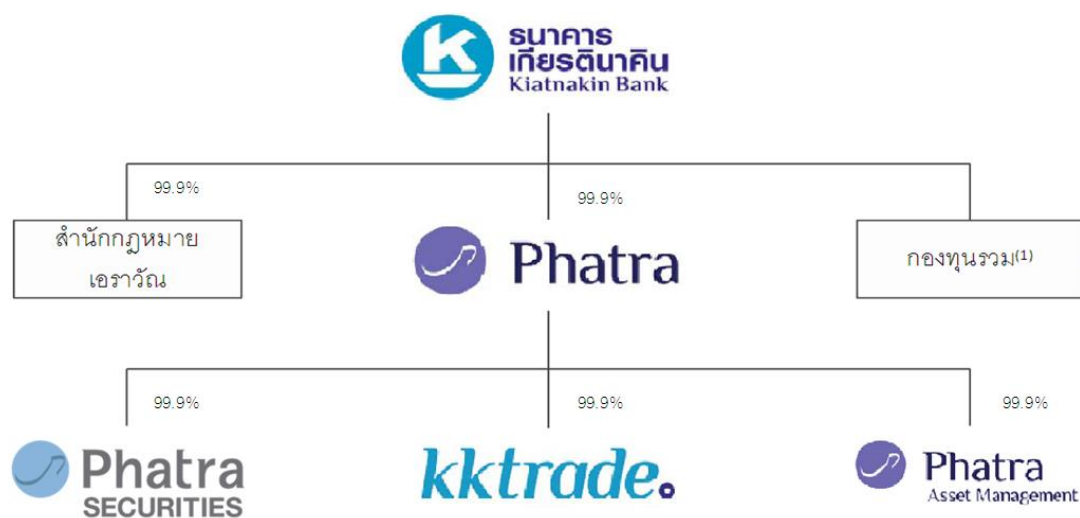 ธนาคาร
เกียรตินาคิน
Kiatnakin Bank
99.9%
99.9%
สำนักกฎหมาย
เอราวัณ
Phatra
กองทุนรวม(1)
99.9%
99.9%
99.9%
Phatra
SECURITIES
kktrade.
Phatra
Asset Management